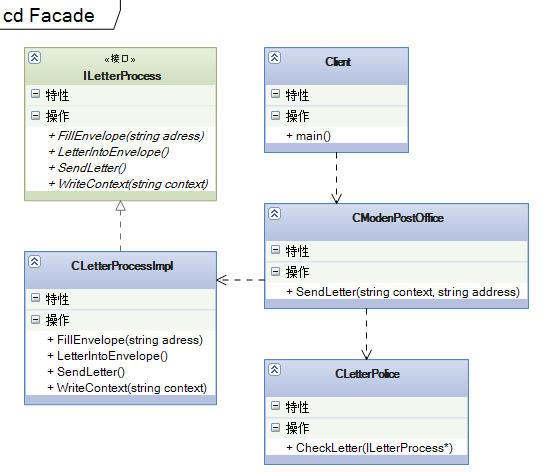 cd Facade
«接口»
ILetterProcess
特性
操作
+ FillEnvelope(string adress)
+ LetterIntoEnvelope()
+ SendLetter()
+ WriteContext(string context)
Client
特性
操作
+ main()
CModenPostOffice
特性
操作
+ SendLetter(string context, string address)
CLetterProcessImpl
特性
操作
+ FillEnvelope(string adress)
+ LetterIntoEnvelope()
+ SendLetter()
+ WriteContext(string context)
CLetterPolice
特性
操作
+ CheckLetter(ILetterProcess*)